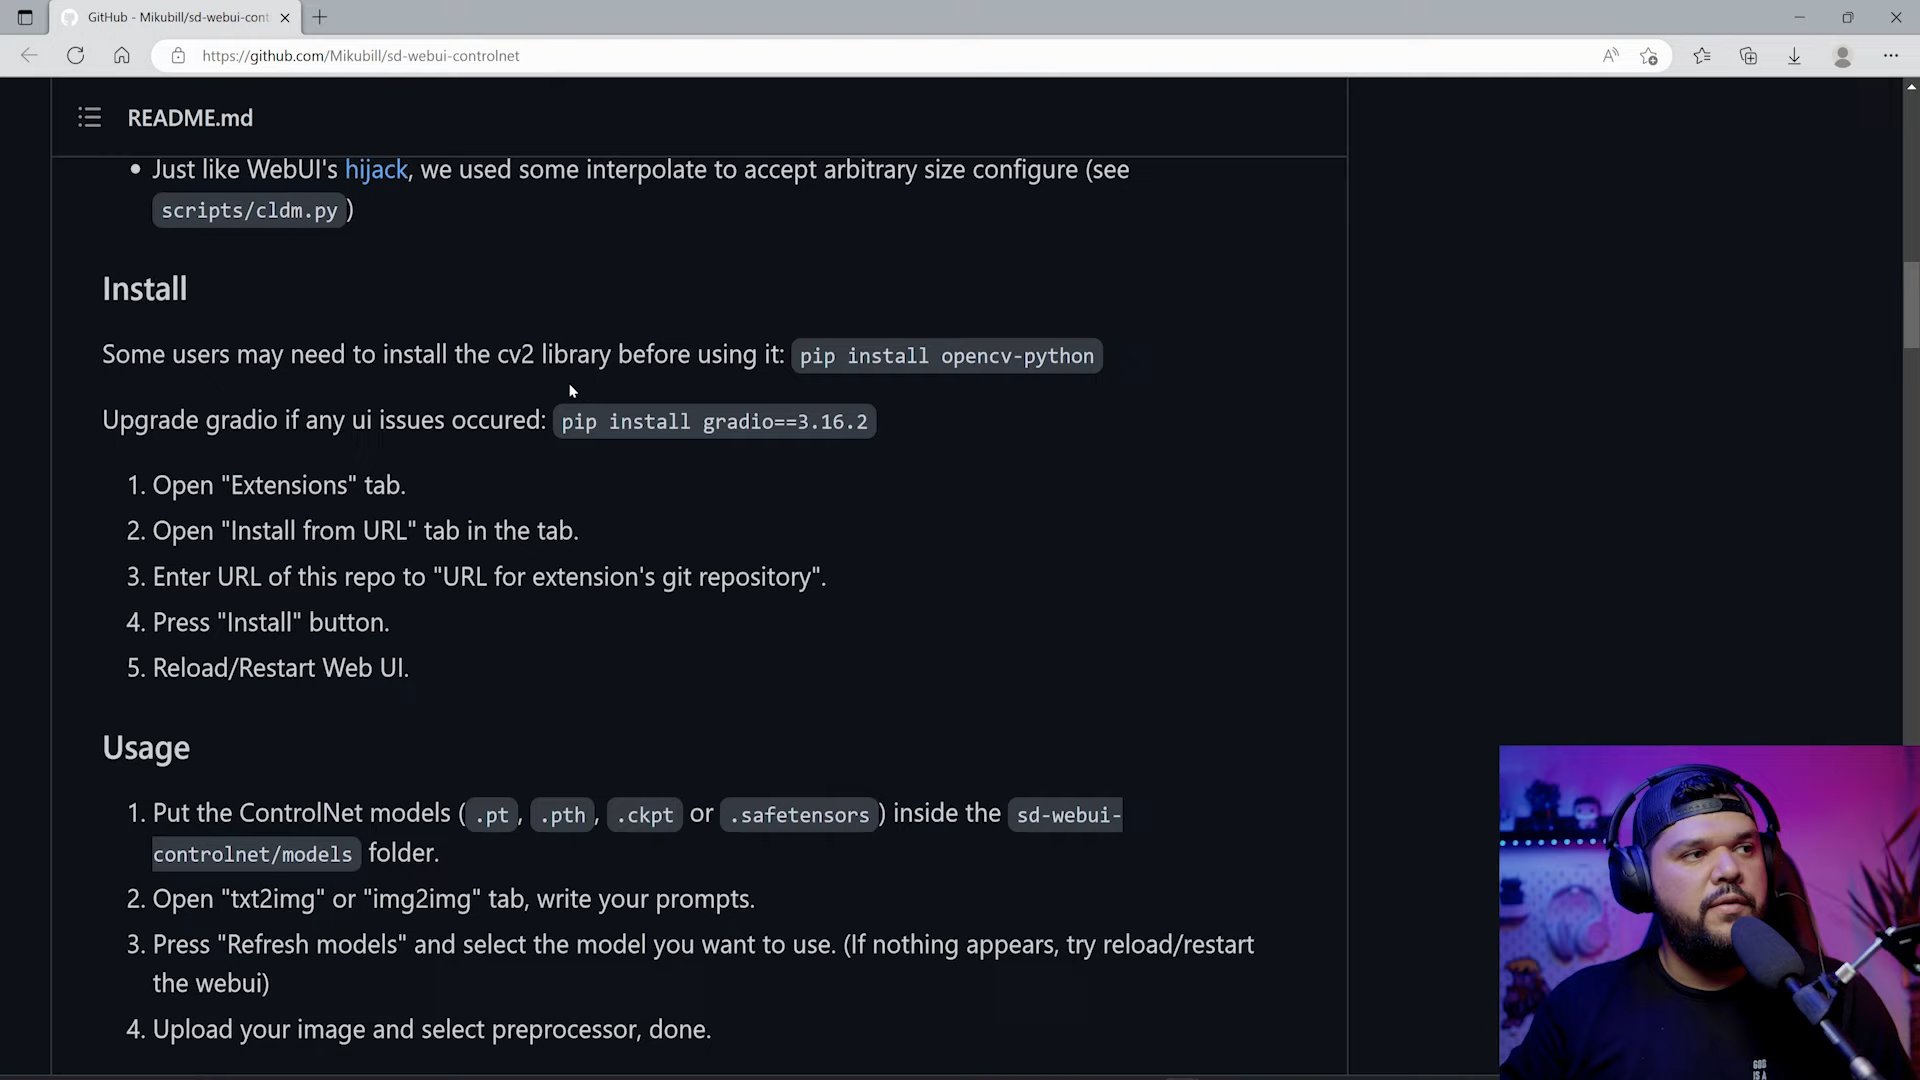 GitHub - Mikubill/sd-webui-cont
https://github.com/Mikubill/sd-webui-controlnet
README.md
• Just like WebUI's hijack, we used some interpolate to accept arbitrary size configure (see
scripts/cldm.py)
Install
Some users may need to install the cv2 library before using it: pip install opencv-python
Upgrade gradio if any ui issues occured: pip install gradio==3.16.2
1. Open "Extensions" tab.
2. Open "Install from URL" tab in the tab.
3. Enter URL of this repo to "URL for extension's git repository".
4. Press "Install" button.
5. Reload/Restart Web UI.
Usage
1. Put the ControlNet models (.pt, .pth, .ckpt or .safetensors) inside the sd-webui-
controlnet/models folder.
2. Open "txt2img" or "img2img" tab, write your prompts.
3. Press "Refresh models" and select the model you want to use. (If nothing appears, try reload/restart
the webui)
4. Upload your image and select preprocessor, done.
GOD
IS A